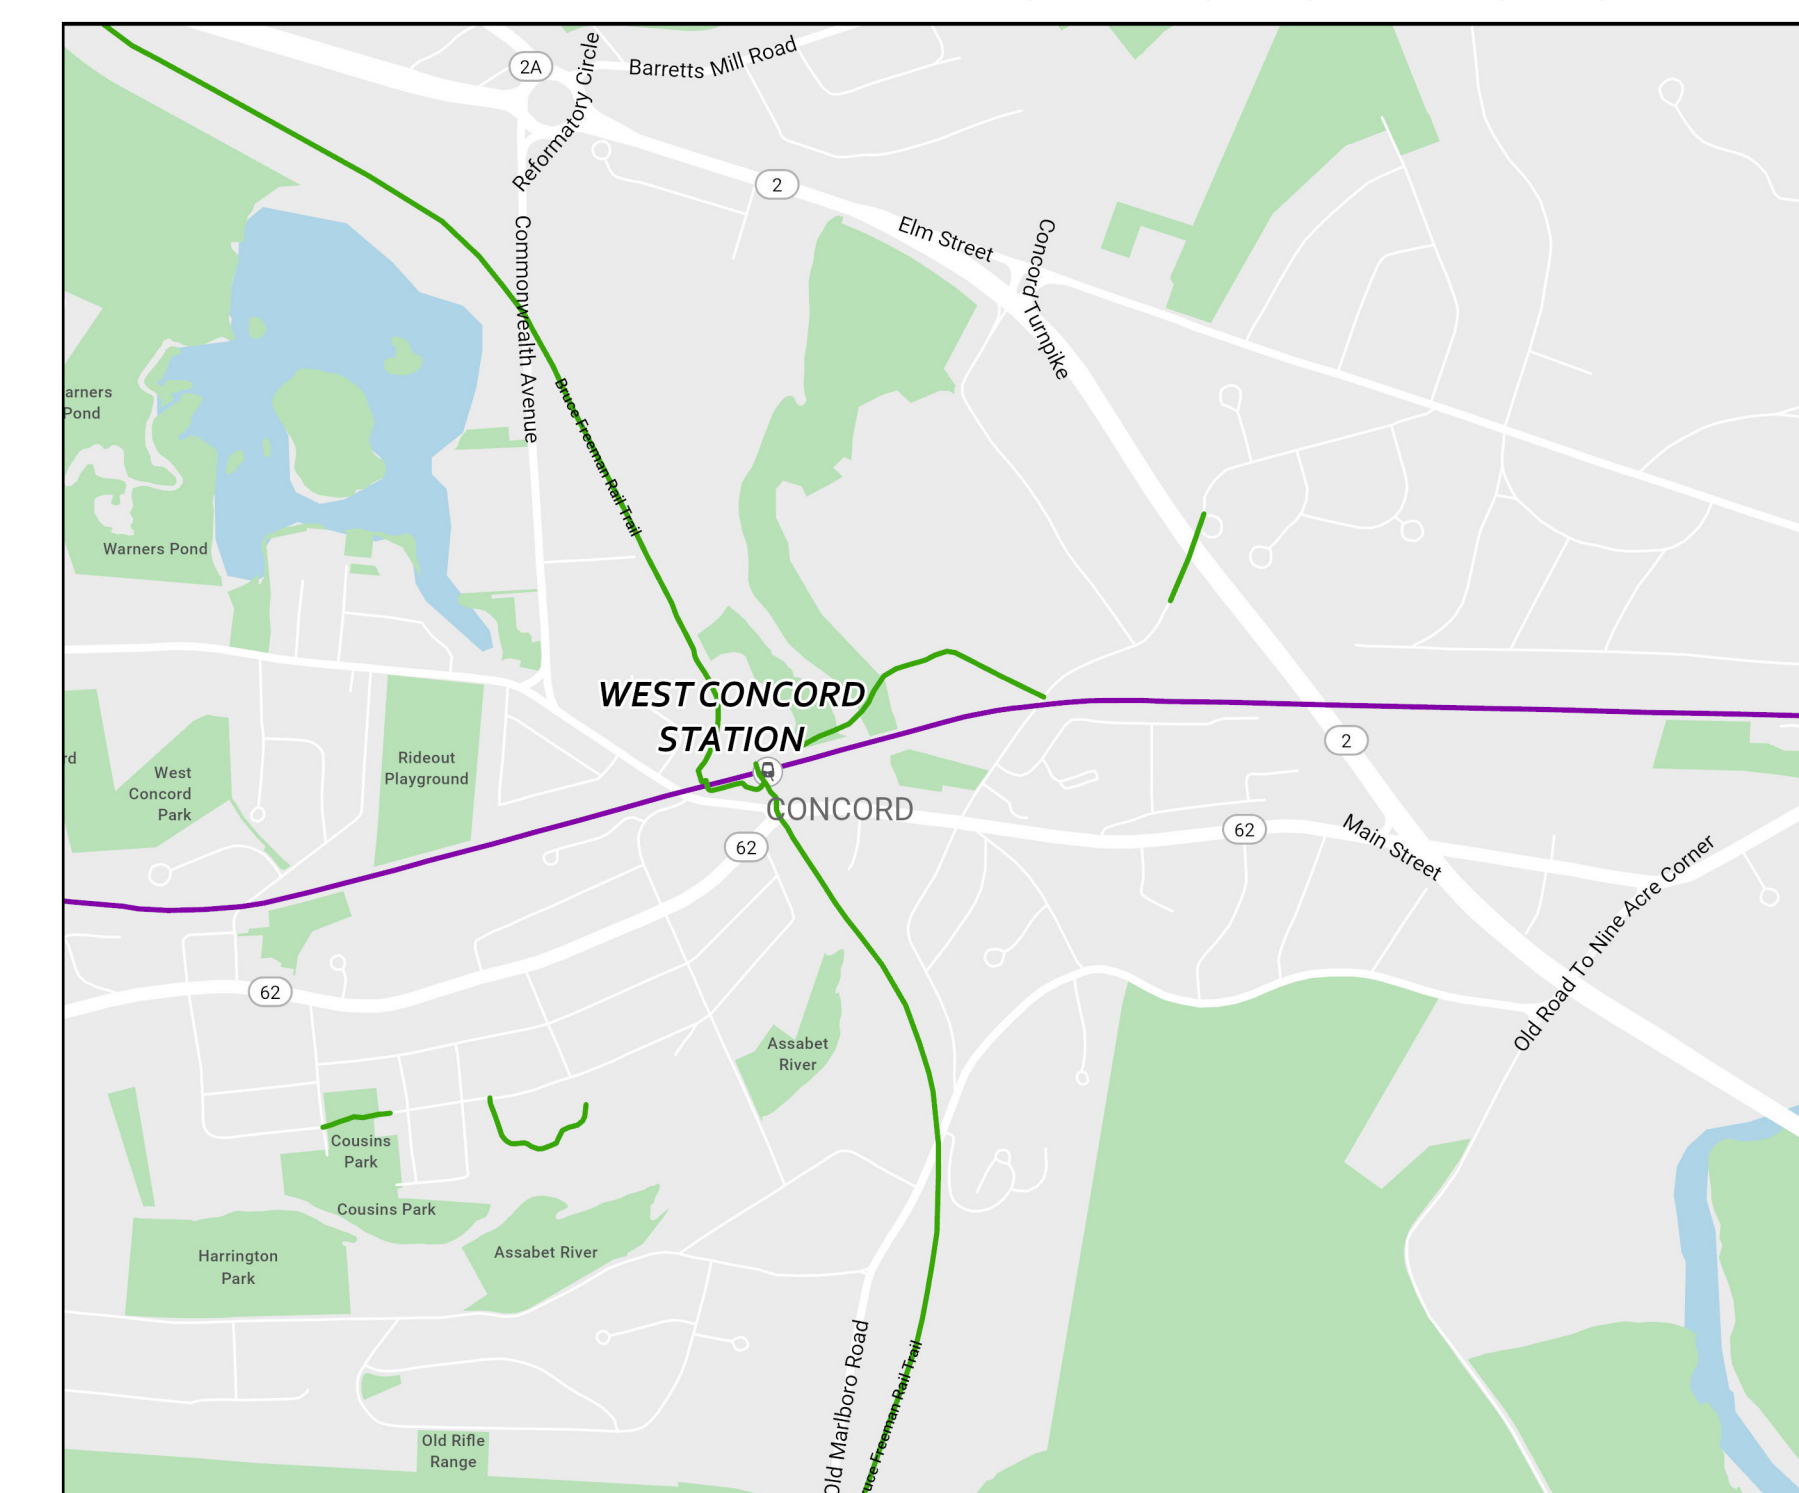 2A
Reformatory Circle
Barretts Mill Road
2
Elm Street
Concord Turnpike
Commonwealth Avenue
Bruce Freeman Rail Trail
arners
Pond
Warners Pond
WEST CONCORD
STATION
rd
West
Concord
Park
Rideout
Playground
2
CONCORD
62
62
Main Street
Old Road To Nine Acre Corner
62
Assabet
River
Cousins
Park
Cousins Park
Harrington
Park
Assabet River
Old Marlboro Road
uce Freeman Rail Trail
Old Rifle
Range